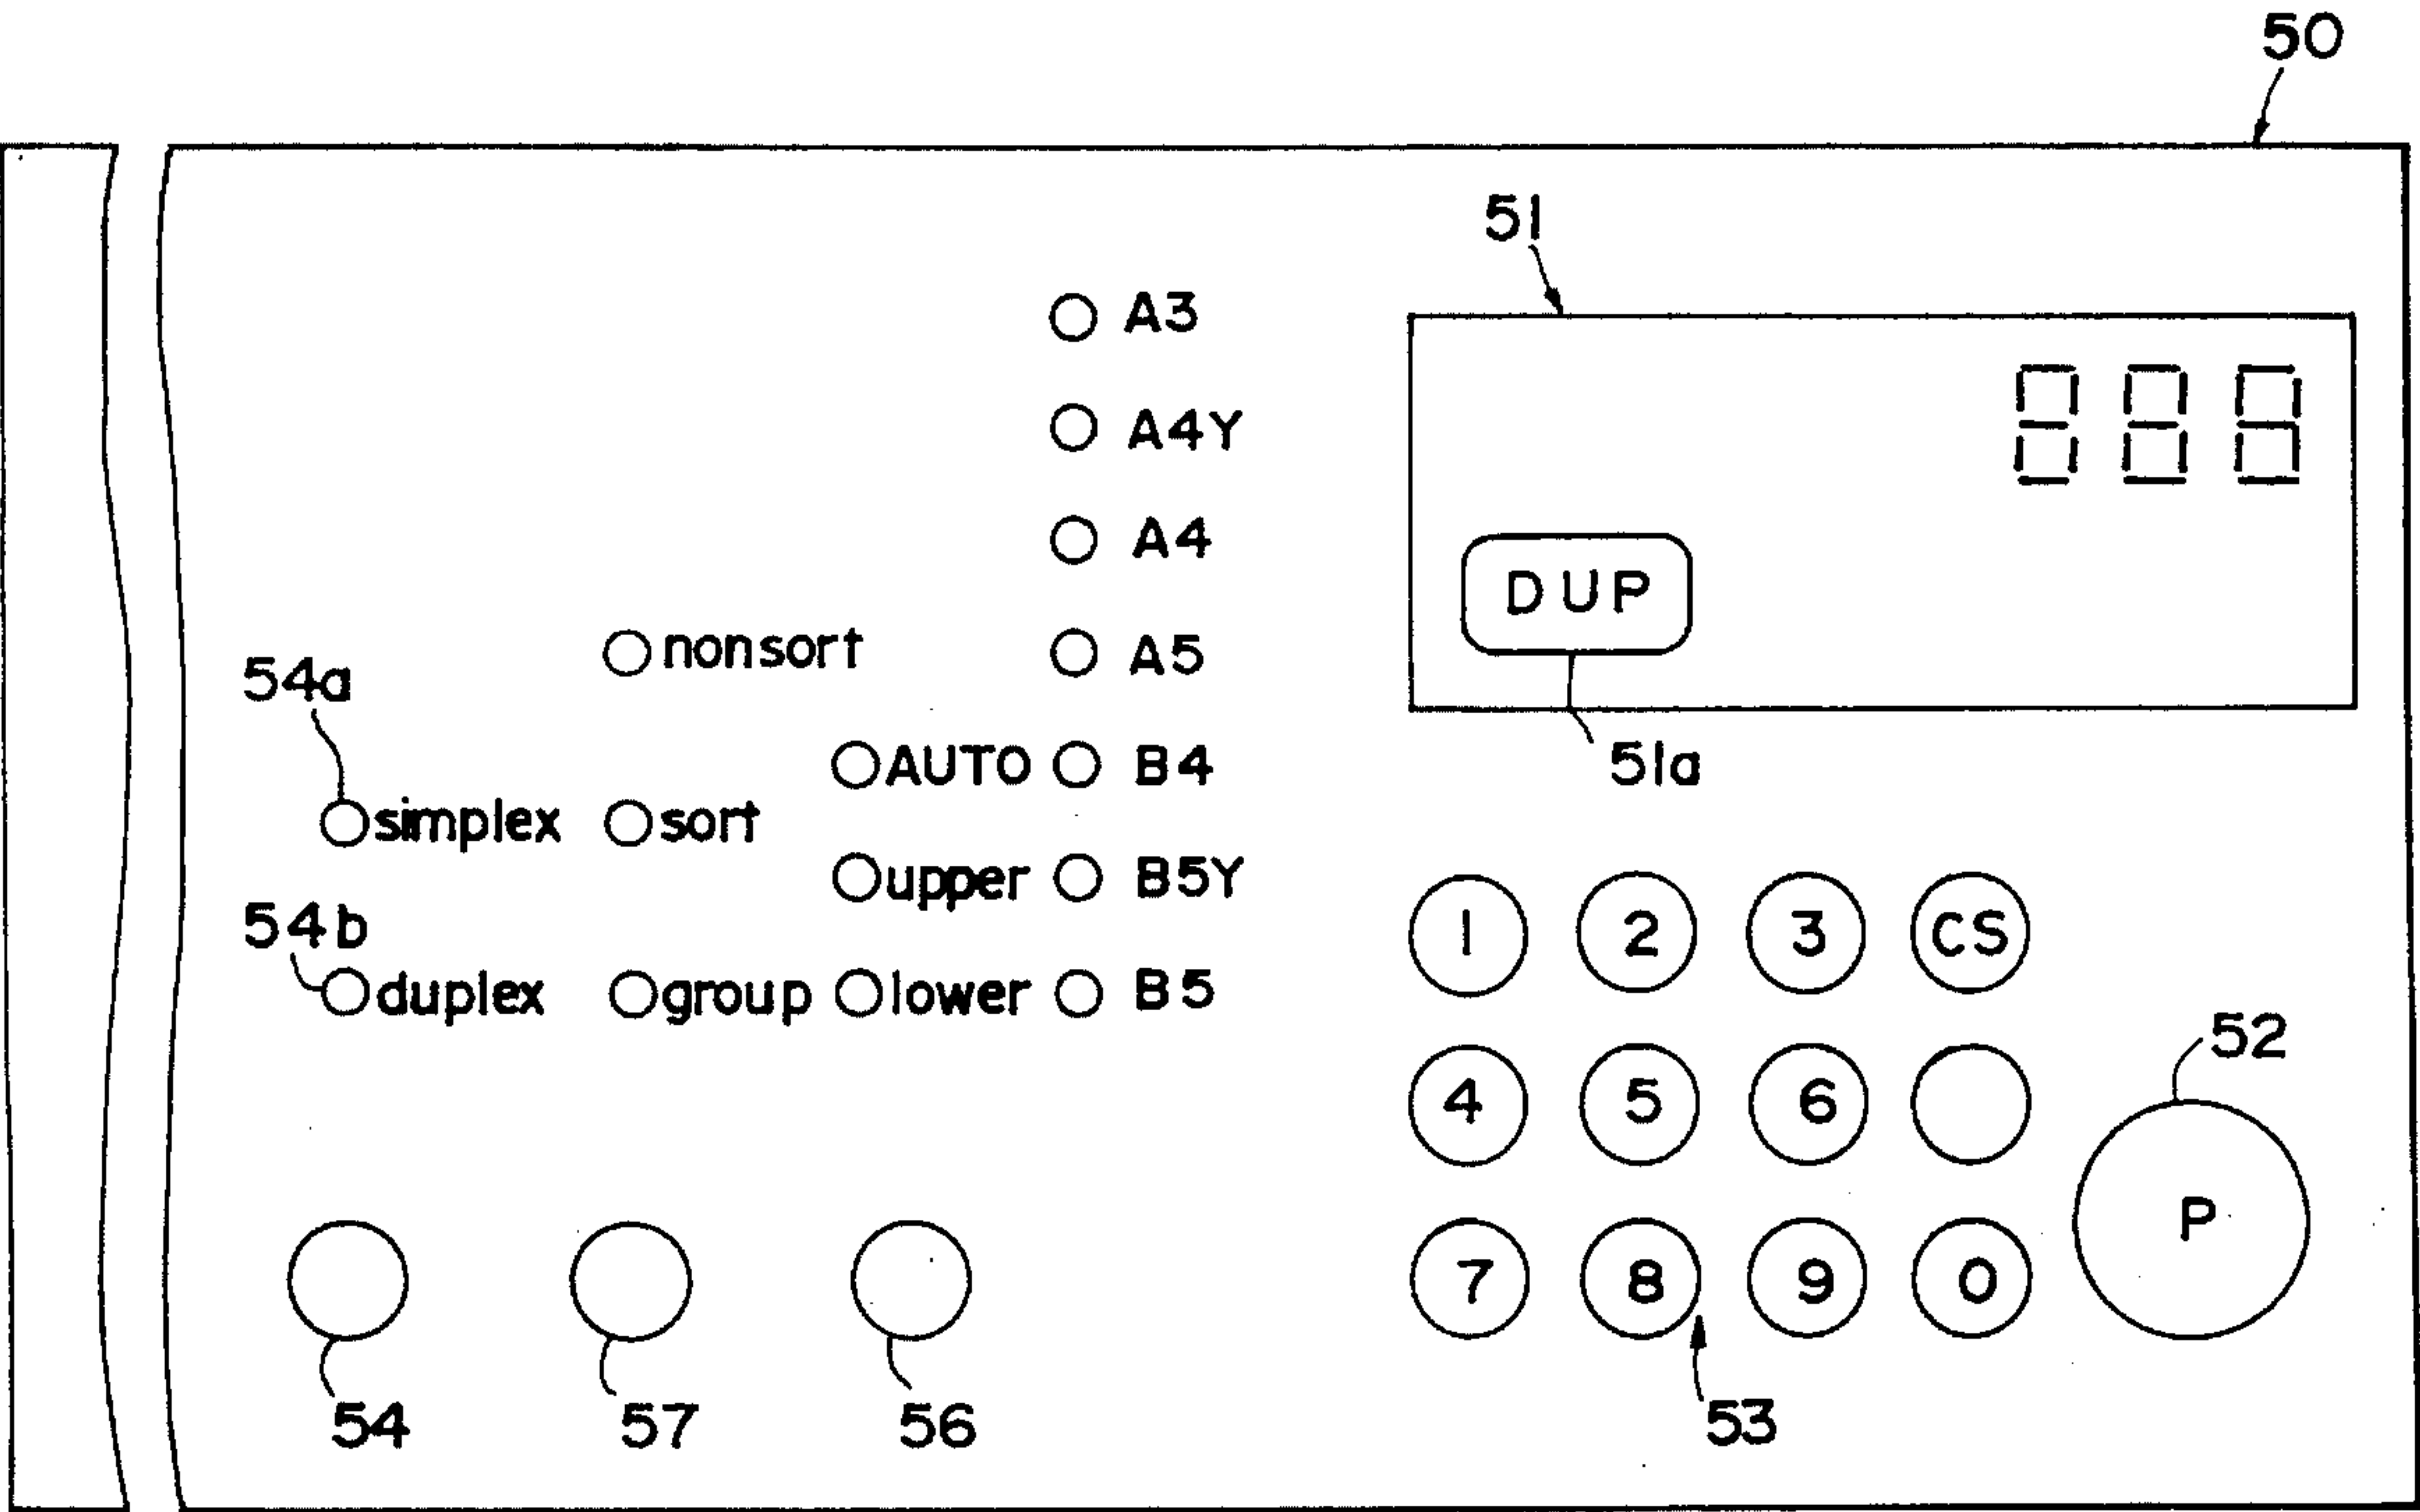 50
51
A3
A4Y
A4
DUP
nonsort
A5
54a
AUTO
B4
51a
simplex
sort
upper
B5Y
54b
1
2
3
CS
duplex
group
lower
B5
52
4
5
6
P
7
8
9
0
54
57
56
53